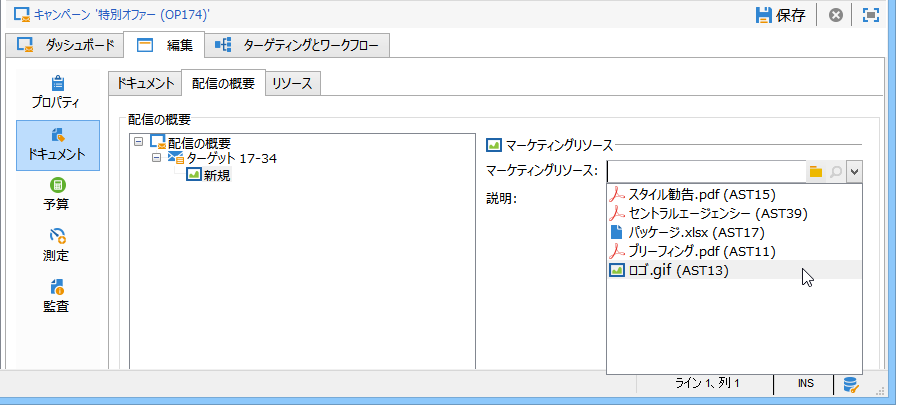 キャンペーン '特別オファー (OP174)'
保存
ダッシュボード 編集 ターゲティングとワークフロー
プロパティ
ドキュメント
予算
測定
監査
ドキュメント 配信の概要 リソース
配信の概要
配信の概要
ターゲット 17-34
新規
マーケティングリソース
マーケティングリソース:
説明:
スタイル勧告.pdf (AST15)
セントラルエージェンシー (AST39)
パッケージ.xlsx (AST17)
ブリーフィング.pdf (AST11)
ロゴ.gif (AST13)
ライン 1、列 1 INS